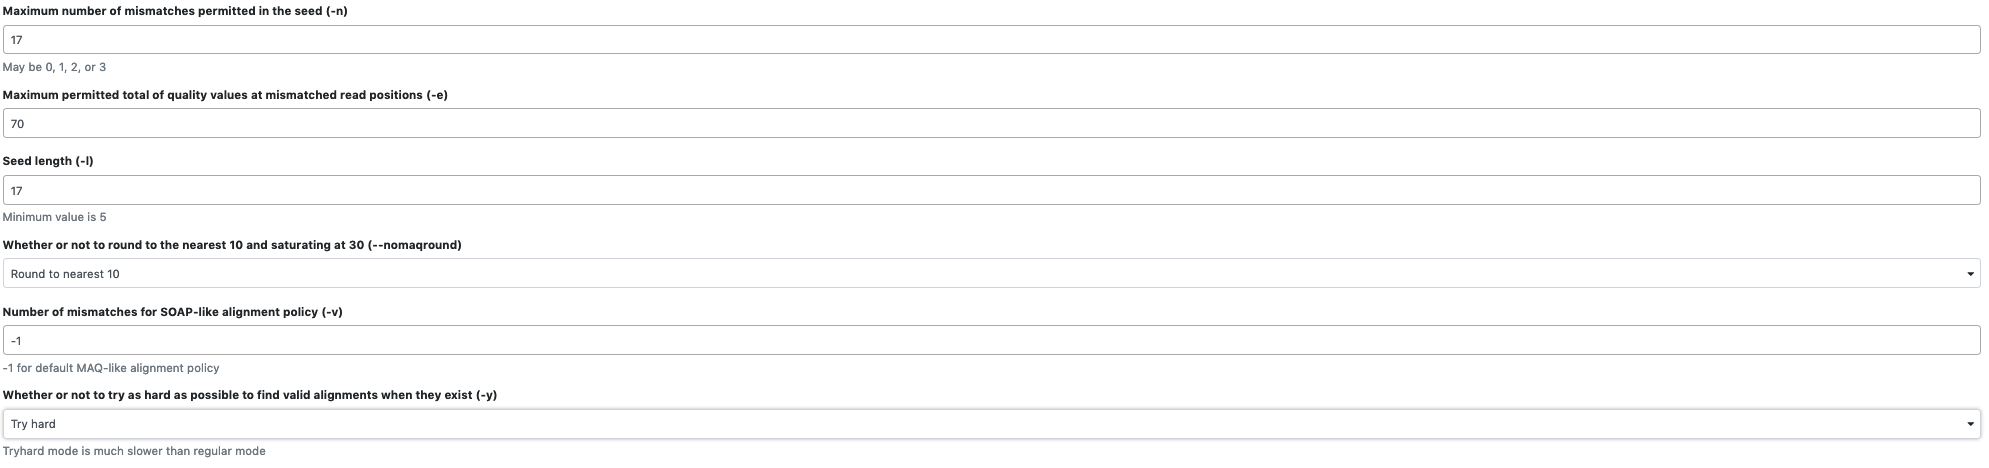 Maximum number of mismatches permitted in the seed (-n)
17
May be 0, 1, 2, or 3
Maximum permitted total of quality values at mismatched read positions (-e)
70
Seed length (-l)
17
Minimum value is 5
Whether or not to round to the nearest 10 and saturating at 30 (--nomaqround)
Round to nearest 10
Number of mismatches for SOAP-like alignment policy (-v)
-1
-1 for default MAQ-like alignment policy
Whether or not to try as hard as possible to find valid alignments when they exist (-y)
Try hard
Tryhard mode is much slower than regular mode